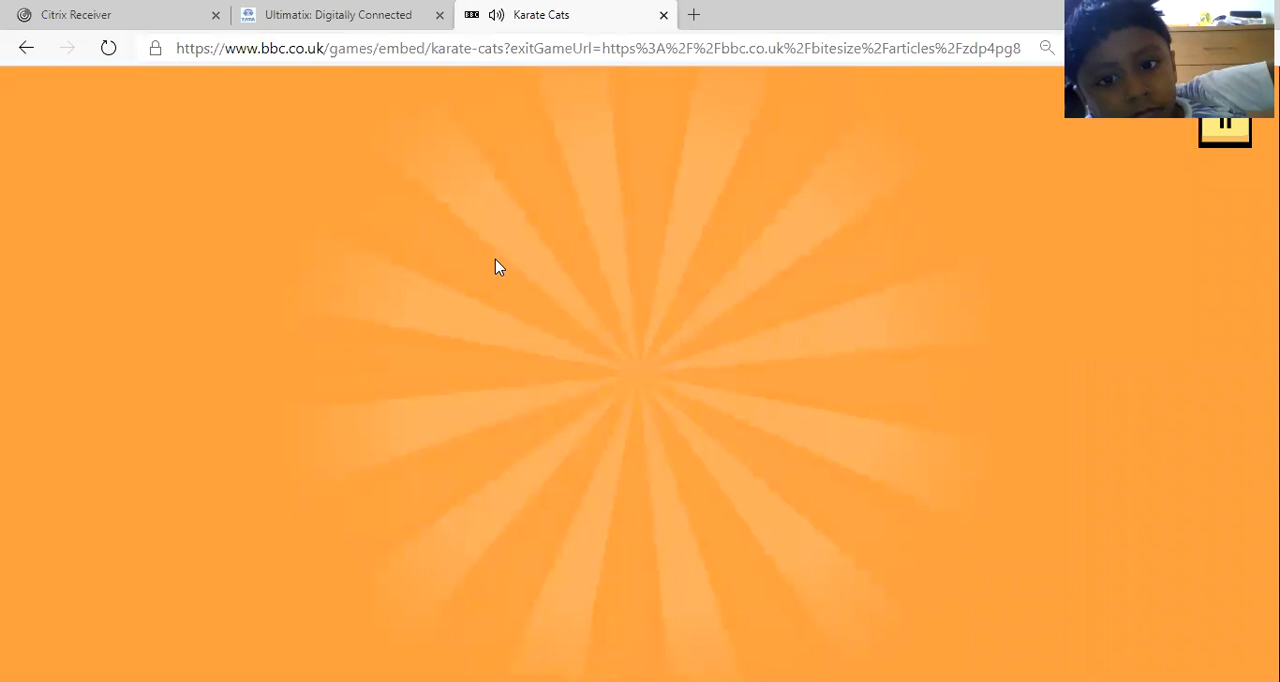 Citrix Receiver
Ultimatix: Digitally Connected
BBC Karate Cats
https://www.bbc.co.uk/games/embed/karate-cats?exitGameUrl=https%3A%2F%2Fbbc.co.uk%2Fbitesize%2Farticles%2Fzdp4pg8